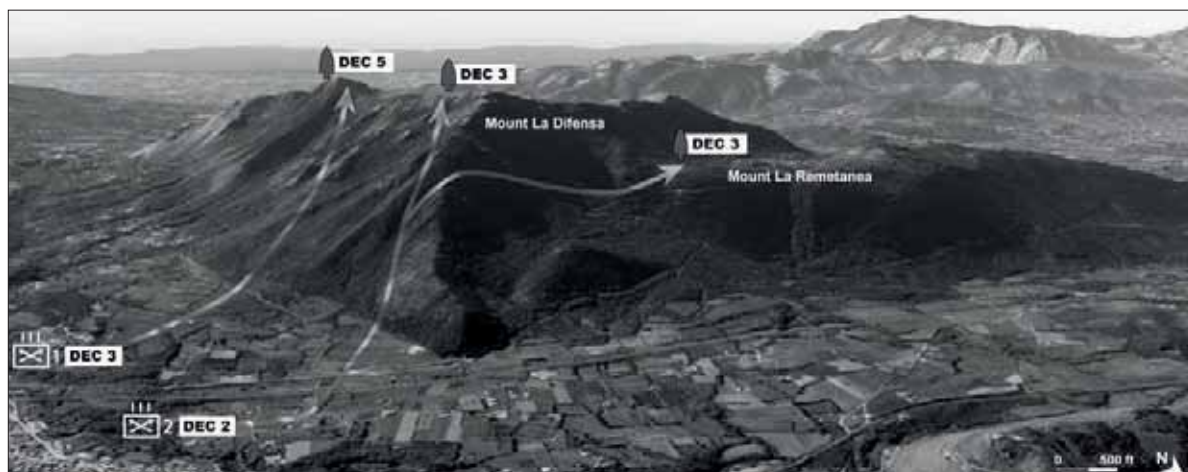 DEC 5
DEC 3
Mount La Difensa
DEC 3
Mount La Remetanea
1 DEC 3
2 DEC 2
0 500 ft N